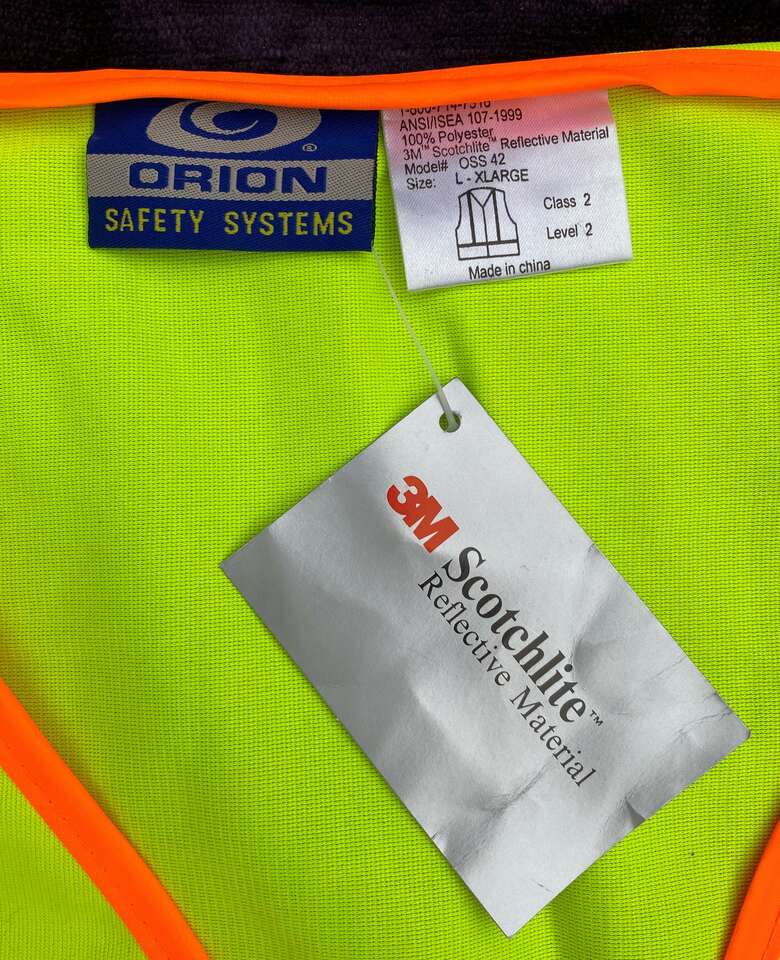 ORION
®
SAFETY SYSTEMS
ANSI/ISEA 107-1999
100% Polyester
3M™ Scotchlite™ Reflective Material
Model# OSS 42
Size: L - XLARGE
Class 2
Level 2
Made in china
3M
Scotchlite™
Reflective Material